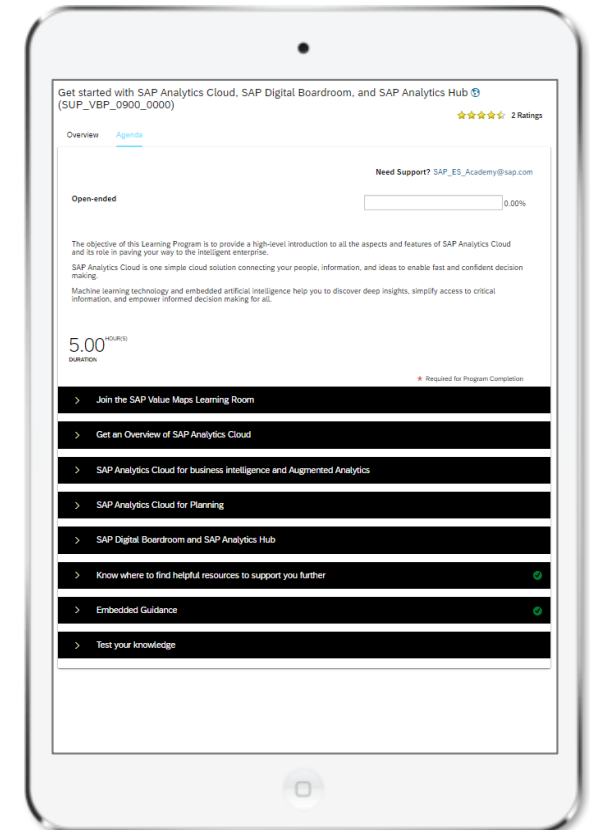 Get started with SAP Analytics Cloud, SAP Digital Boardroom, and SAP Analytics Hub
(SUP_VBP_0900_0000)
2 Ratings
Overview Agenda
Need Support? SAP_ES_Academy@sap.com
Open-ended
0.00%
The objective of this Learning Program is to provide a high-level introduction to all the aspects and features of SAP Analytics Cloud
and its role in paving your way to the intelligent enterprise.
SAP Analytics Cloud is one simple cloud solution connecting your people, information, and ideas to enable fast and confident decision
making.
Machine learning technology and embedded artificial intelligence help you to discover deep insights, simplify access to critical
information, and empower informed decision making for all.
5.00 HOUR(S)
DURATION
* Required for Program Completion
Join the SAP Value Maps Learning Room
Get an Overview of SAP Analytics Cloud
SAP Analytics Cloud for business intelligence and Augmented Analytics
SAP Analytics Cloud for Planning
SAP Digital Boardroom and SAP Analytics Hub
Know where to find helpful resources to support you further
Embedded Guidance
Test your knowledge